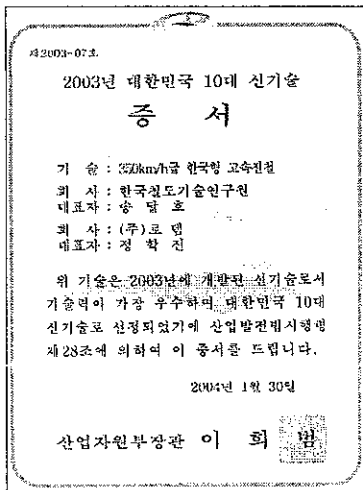 제2003-07호
2003년 대한민국 10대 신기술
증 서
기 술 : 350km/h급 한국형 고속전철
회 사 : 한국철도기술연구원
대표자 : 송 달 호
회 사 : (주)로 템
대표자 : 정 학 진
위 기술은 2003년에 개발된 신기술로서
기술력이 가장 우수하며 대한민국 10대
신기술로 선정되었기에 산업발전법시행령
제28조에 의하여 이 증서를 드립니다.
2004년 1월 30일
산업자원부장관 이 희 범